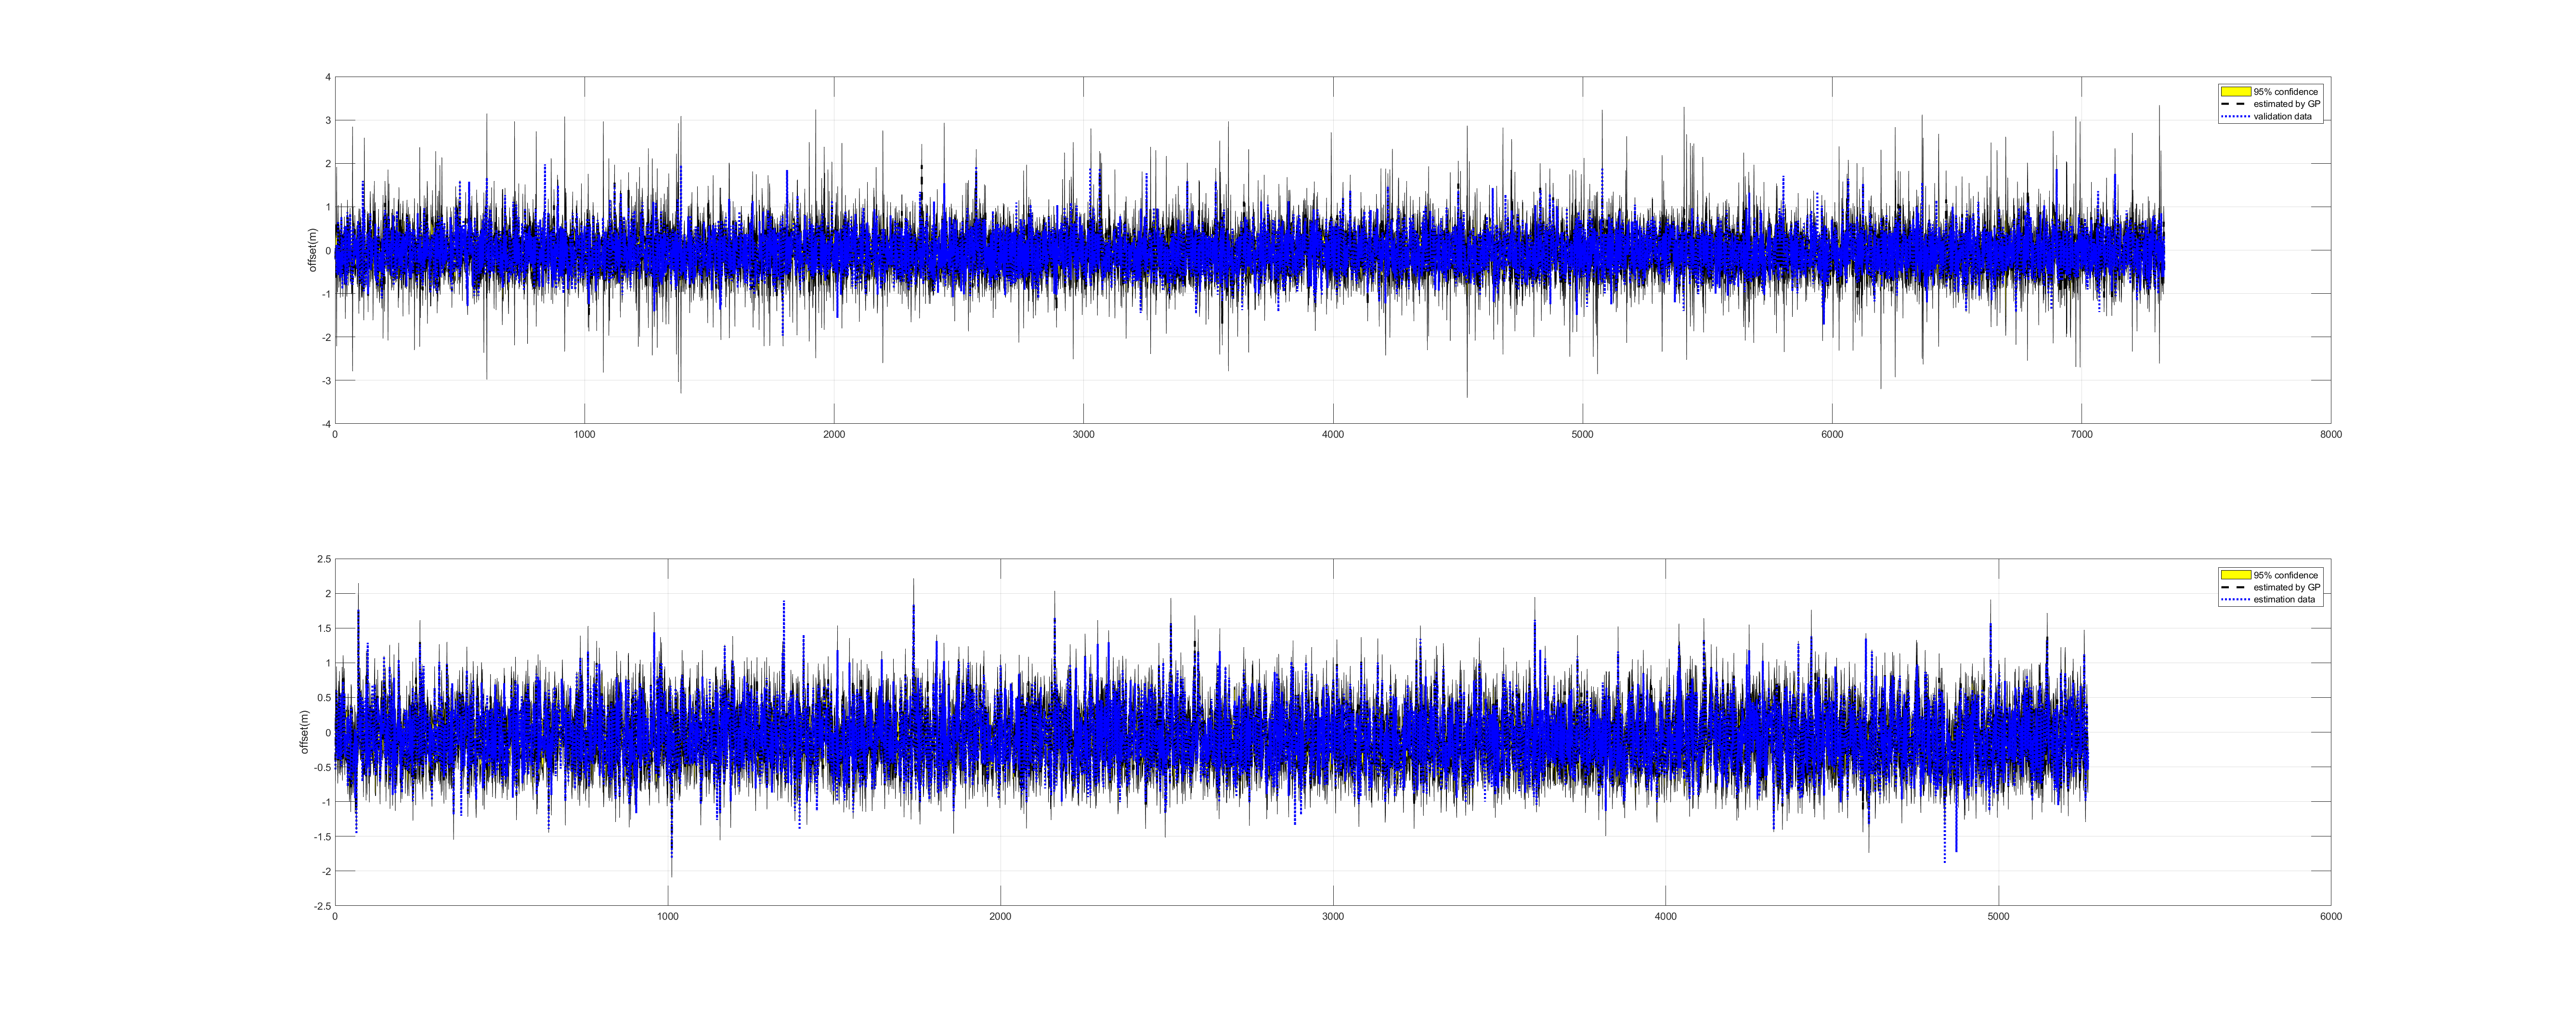 4
3
2
1
0
-1
-2
-3
-4
offset(m)
0 1000 2000 3000 4000 5000 6000 7000 8000
95% confidence
estimated by GP
validation data
2.5
2
1.5
1
0.5
0
-0.5
-1
-1.5
-2
-2.5
offset(m)
0 1000 2000 3000 4000 5000 6000
95% confidence
estimated by GP
estimation data